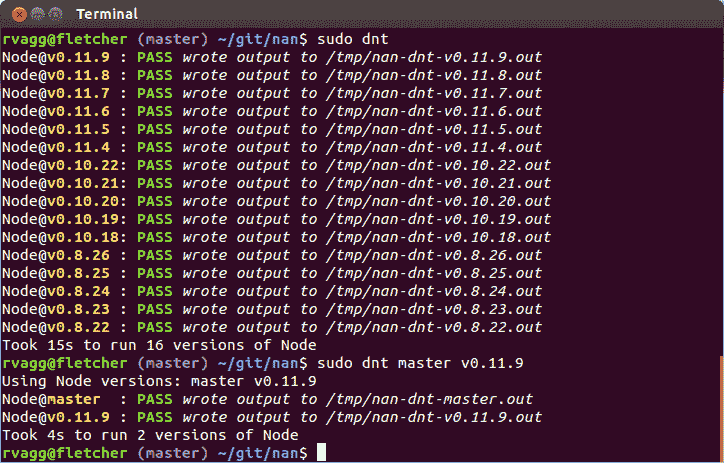 Terminal
rvagg@fletcher (master) ~/git/nan$ sudo dnt
Node@v0.11.9 : PASS wrote output to /tmp/nan-dnt-v0.11.9.out
Node@v0.11.8 : PASS wrote output to /tmp/nan-dnt-v0.11.8.out
Node@v0.11.7 : PASS wrote output to /tmp/nan-dnt-v0.11.7.out
Node@v0.11.6 : PASS wrote output to /tmp/nan-dnt-v0.11.6.out
Node@v0.11.5 : PASS wrote output to /tmp/nan-dnt-v0.11.5.out
Node@v0.11.4 : PASS wrote output to /tmp/nan-dnt-v0.11.4.out
Node@v0.10.22: PASS wrote output to /tmp/nan-dnt-v0.10.22.out
Node@v0.10.21: PASS wrote output to /tmp/nan-dnt-v0.10.21.out
Node@v0.10.20: PASS wrote output to /tmp/nan-dnt-v0.10.20.out
Node@v0.10.19: PASS wrote output to /tmp/nan-dnt-v0.10.19.out
Node@v0.10.18: PASS wrote output to /tmp/nan-dnt-v0.10.18.out
Node@v0.8.26 : PASS wrote output to /tmp/nan-dnt-v0.8.26.out
Node@v0.8.25 : PASS wrote output to /tmp/nan-dnt-v0.8.25.out
Node@v0.8.24 : PASS wrote output to /tmp/nan-dnt-v0.8.24.out
Node@v0.8.23 : PASS wrote output to /tmp/nan-dnt-v0.8.23.out
Node@v0.8.22 : PASS wrote output to /tmp/nan-dnt-v0.8.22.out
Took 15s to run 16 versions of Node
rvagg@fletcher (master) ~/git/nan$ sudo dnt master v0.11.9
Using Node versions: master v0.11.9
Node@master  : PASS wrote output to /tmp/nan-dnt-master.out
Node@v0.11.9 : PASS wrote output to /tmp/nan-dnt-v0.11.9.out
Took 4s to run 2 versions of Node
rvagg@fletcher (master) ~/git/nan$